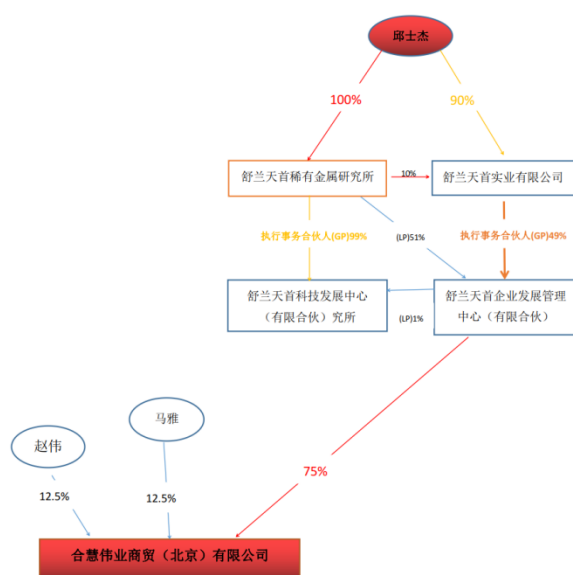 邱士杰
100%
90%
舒兰天首稀有金属研究所
10%
舒兰天首实业有限公司
执行事务合伙人(GP)99%
(LP)51%
执行事务合伙人(GP)49%
舒兰天首科技发展中心
（有限合伙）究所
(LP)1%
舒兰天首企业发展管理
中心（有限合伙）
马雅
赵伟
75%
12.5%
12.5%
合慧伟业商贸（北京）有限公司